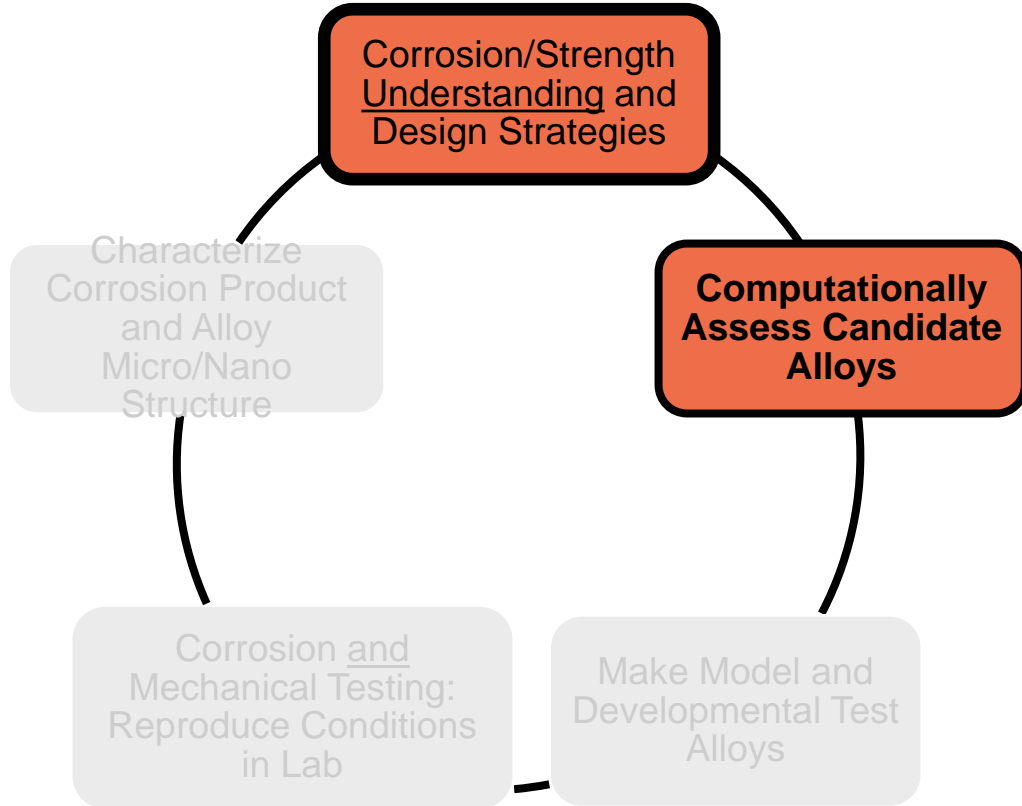 Corrosion/Strength
Understanding and
Design Strategies
Characterize
Corrosion Product
and Alloy
Micro/Nano
Structure
Computationally
Assess Candidate
Alloys
Corrosion and
Mechanical Testing:
Reproduce Conditions
in Lab
Make Model and
Developmental Test
Alloys